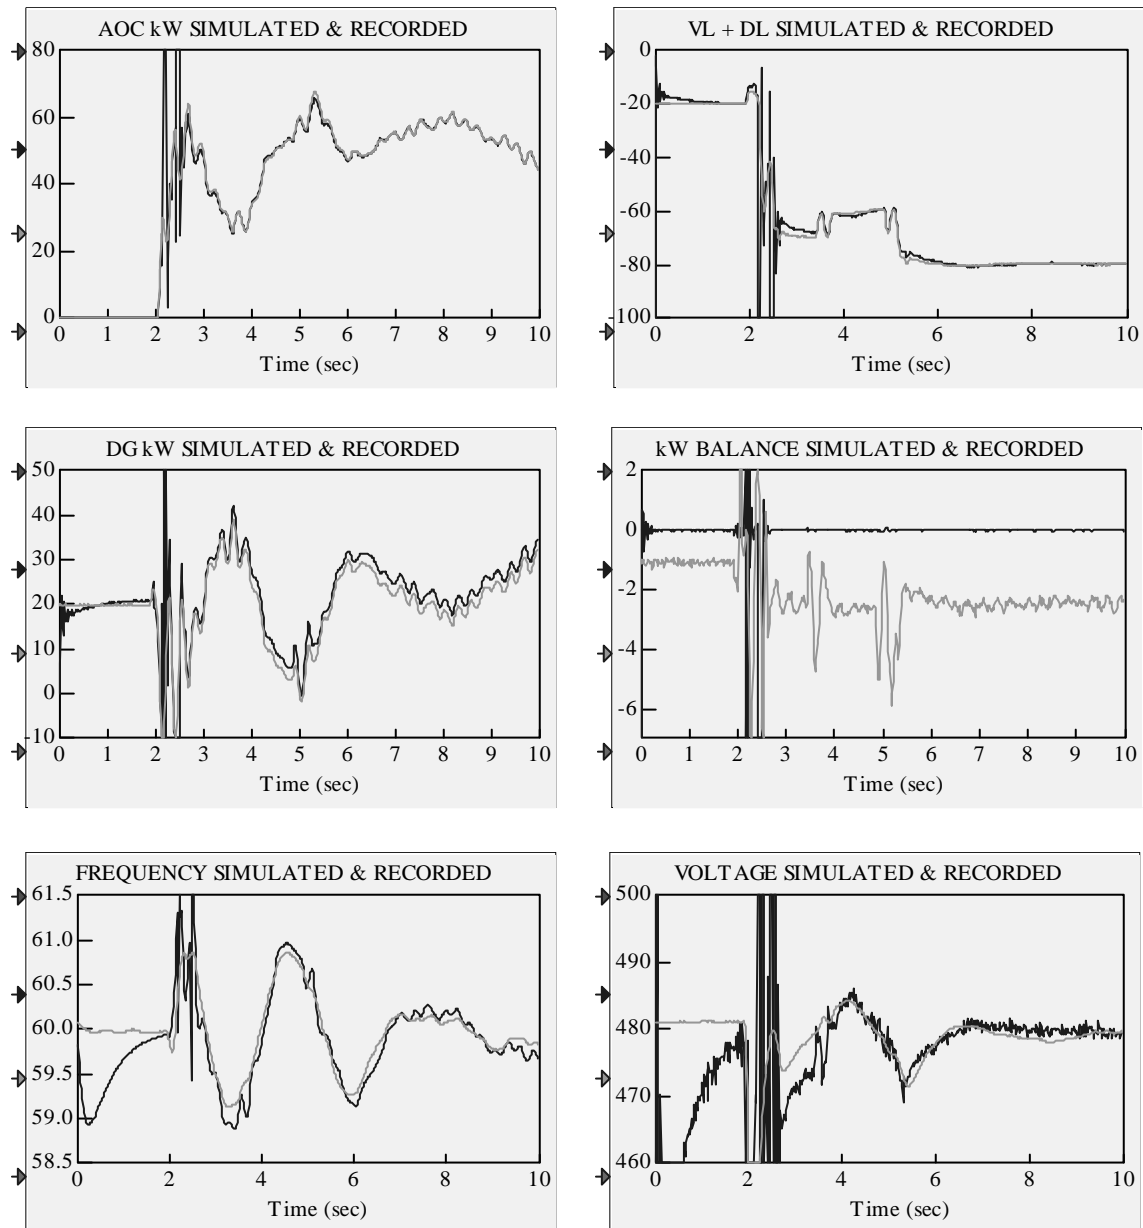 AOC kW SIMULATED & RECORDED
80
60
40
20
0
0 1 2 3 4 5 6 7 8 9 10
Time (sec)
VL + DL SIMULATED & RECORDED
0
-20
-40
-60
-80
-100
0 2 4 6 8 10
Time (sec)
DG kW SIMULATED & RECORDED
50
40
30
20
10
0
-10
0 1 2 3 4 5 6 7 8 9 10
Time (sec)
kW BALANCE SIMULATED & RECORDED
2
0
-2
-4
-6
0 1 2 3 4 5 6 7 8 9 10
Time (sec)
FREQUENCY SIMULATED & RECORDED
61.5
61.0
60.5
60.0
59.5
59.0
58.5
0 2 4 6 8 10
Time (sec)
VOLTAGE SIMULATED & RECORDED
500
490
480
470
460
0 2 4 6 8 10
Time (sec)